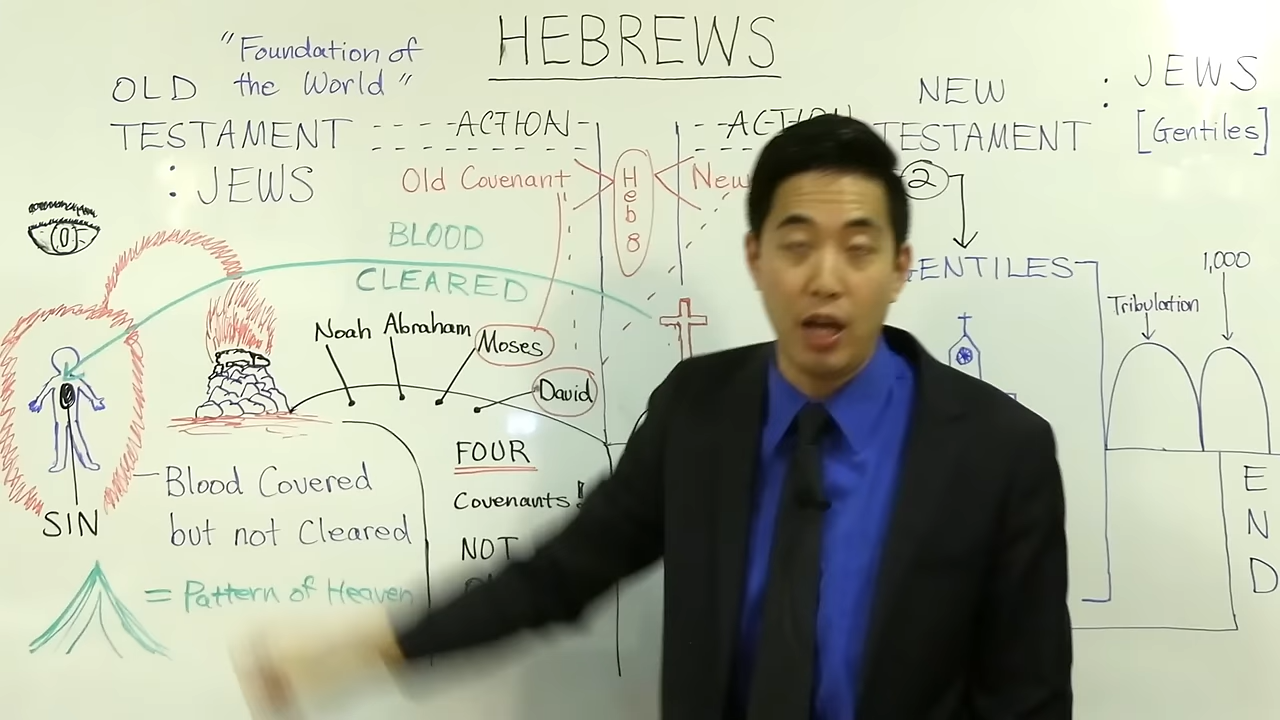 HEBREWS
"Foundation of
the World"
OLD
TESTAMENT
: JEWS
ACTION
Old Covenant
Heb 8
New
NEW
TESTAMENT
: JEWS
[Gentiles]
2
GENTILES
BLOOD
CLEARED
Noah Abraham
Moses
David
1,000
Tribulation
FOUR
Covenants!
NOT
Blood Covered
but not Cleared
SIN
= Pattern of Heaven
END